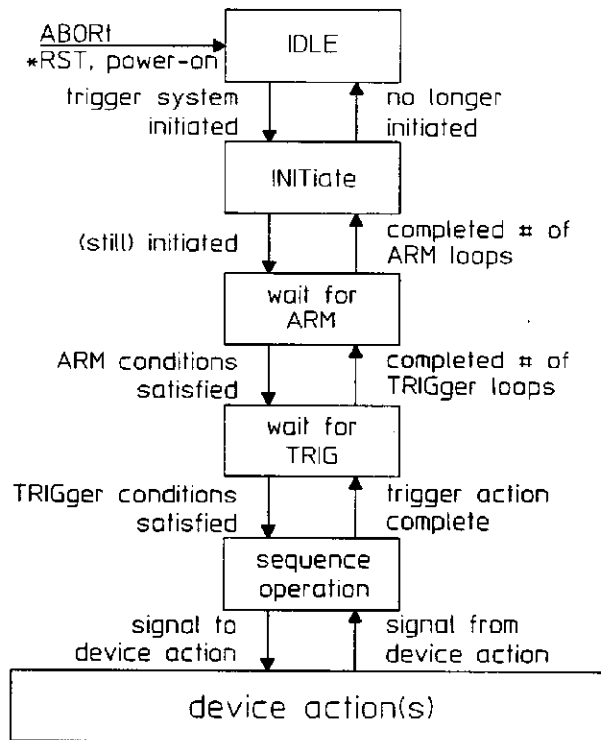 ABORt
*RST, power-on
IDLE
trigger system
initiated
no longer
initiated
INITiate
(still) initiated
completed # of
ARM loops
wait for
ARM
ARM conditions
satisfied
completed # of
TRIGger loops
wait for
TRIG
TRIGger conditions
satisfied
trigger action
complete
sequence
operation
signal to
device action
signal from
device action
device action(s)